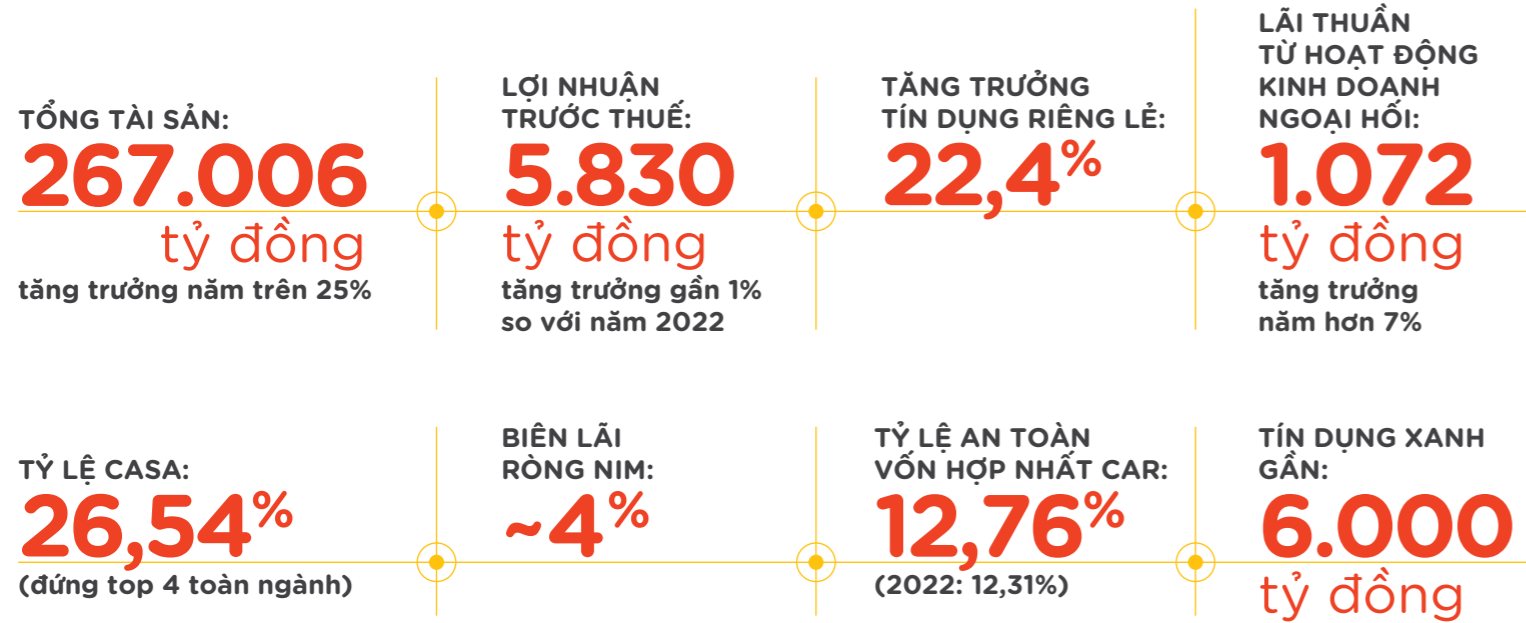 TỔNG TÀI SẢN:
267.006
tỷ đồng
tăng trưởng năm trên 25%
LỢI NHUẬN
TRƯỚC THUẾ:
5.830
tỷ đồng
tăng trưởng gần 1%
so với năm 2022
TĂNG TRƯỞNG
TÍN DỤNG RIÊNG LẺ:
22,4%
LÃI THUẦN
TỪ HOẠT ĐỘNG
KINH DOANH
NGOẠI HỐI:
1.072
tỷ đồng
tăng trưởng
năm hơn 7%
TỶ LỆ CASA:
26,54%
(đứng top 4 toàn ngành)
BIÊN LÃI
RÒNG NIM:
~4%
TỶ LỆ AN TOÀN
VỐN HỢP NHẤT CAR:
12,76%
(2022: 12,31%)
TÍN DỤNG XANH
GẦN:
6.000
tỷ đồng